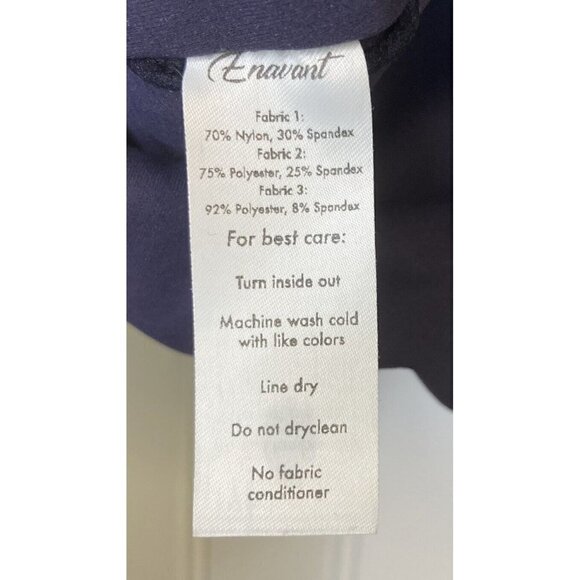 Enavant
Fabric 1:
70% Nylon, 30% Spandex
Fabric 2:
75% Polyester, 25% Spandex
Fabric 3:
92% Polyester, 8% Spandex
For best care:
Turn inside out
Machine wash cold
with like colors
Line dry
Do not dryclean
No fabric
conditioner